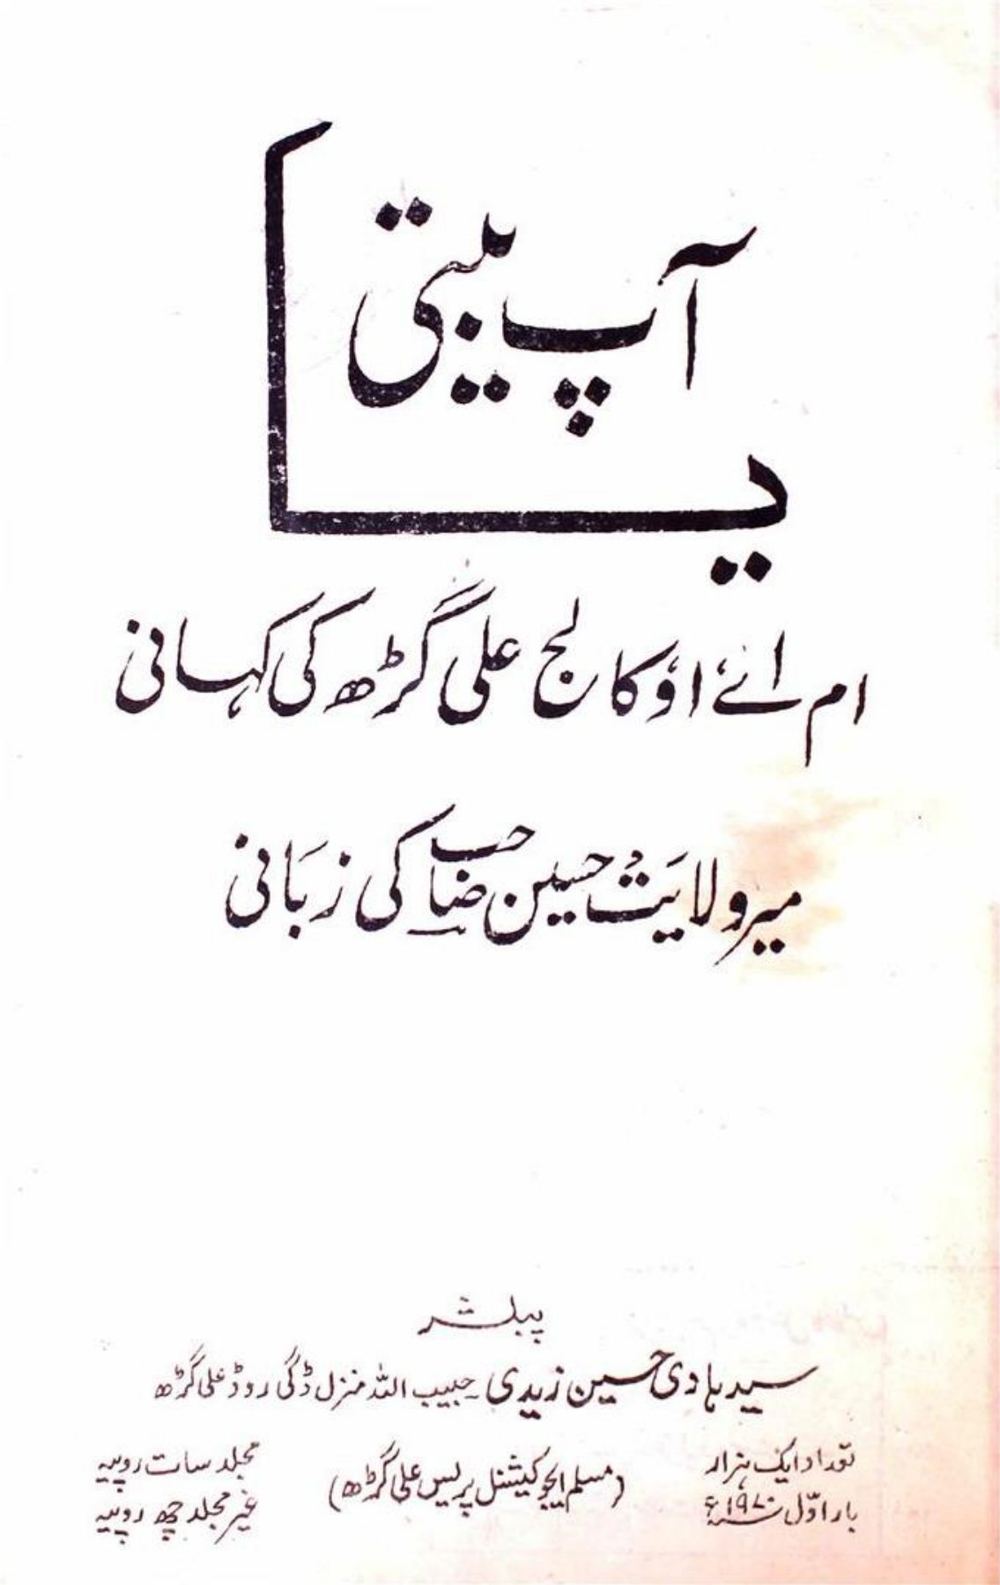 آپ بیتی
یا
ام اے او کالج علی گڑھ کی کہانی
میر ولایت حسین صاحب کی زبانی
پبلشر
سید ہادی حسین زیدی ۔ حبیب اللہ منزل ڈگی روڈ علی گڑھ
تعداد ایک ہزار
بار اوّل سنہ ۱۹۷۰ء
(مسلم ایجوکیشنل پریس علی گڑھ)
مجلد سات روپیہ
غیر مجلد چھ روپیہ